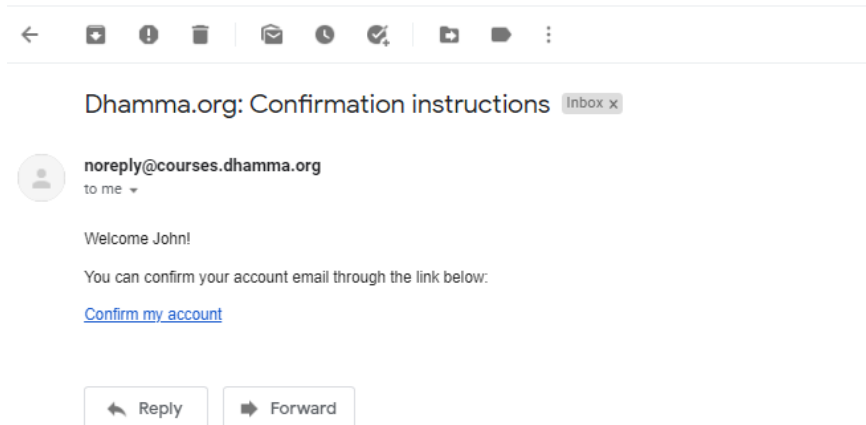 Dhamma.org: Confirmation instructions Inbox x
noreply@courses.dhamma.org
to me
Welcome John!
You can confirm your account email through the link below:
Confirm my account
Reply Forward